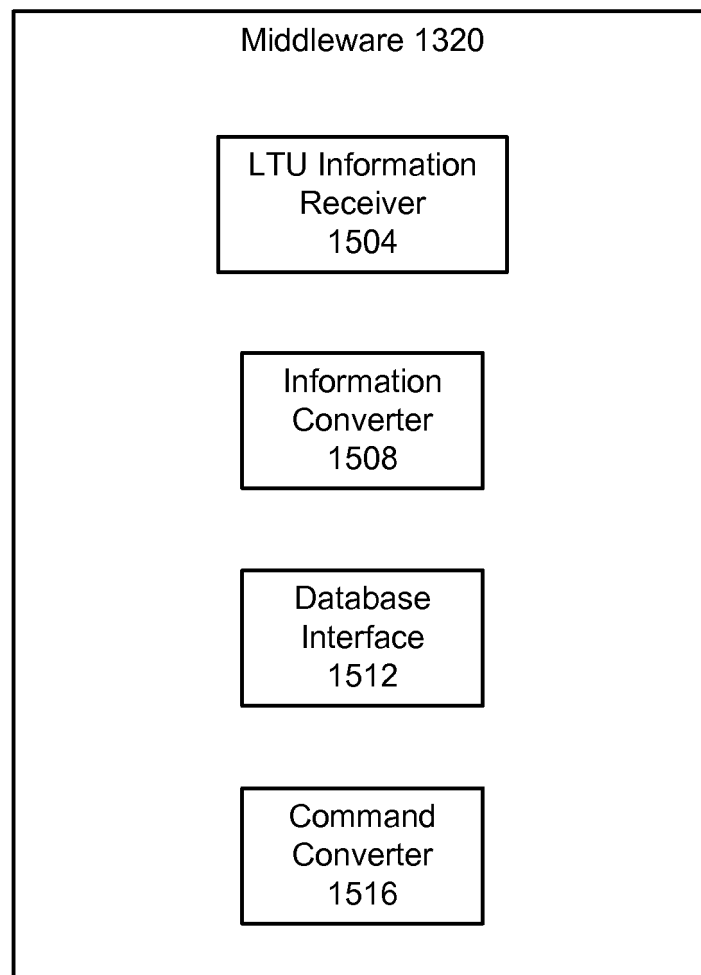 Middleware 1320
LTU Information
Receiver
1504
Information
Converter
1508
Database
Interface
1512
Command
Converter
1516